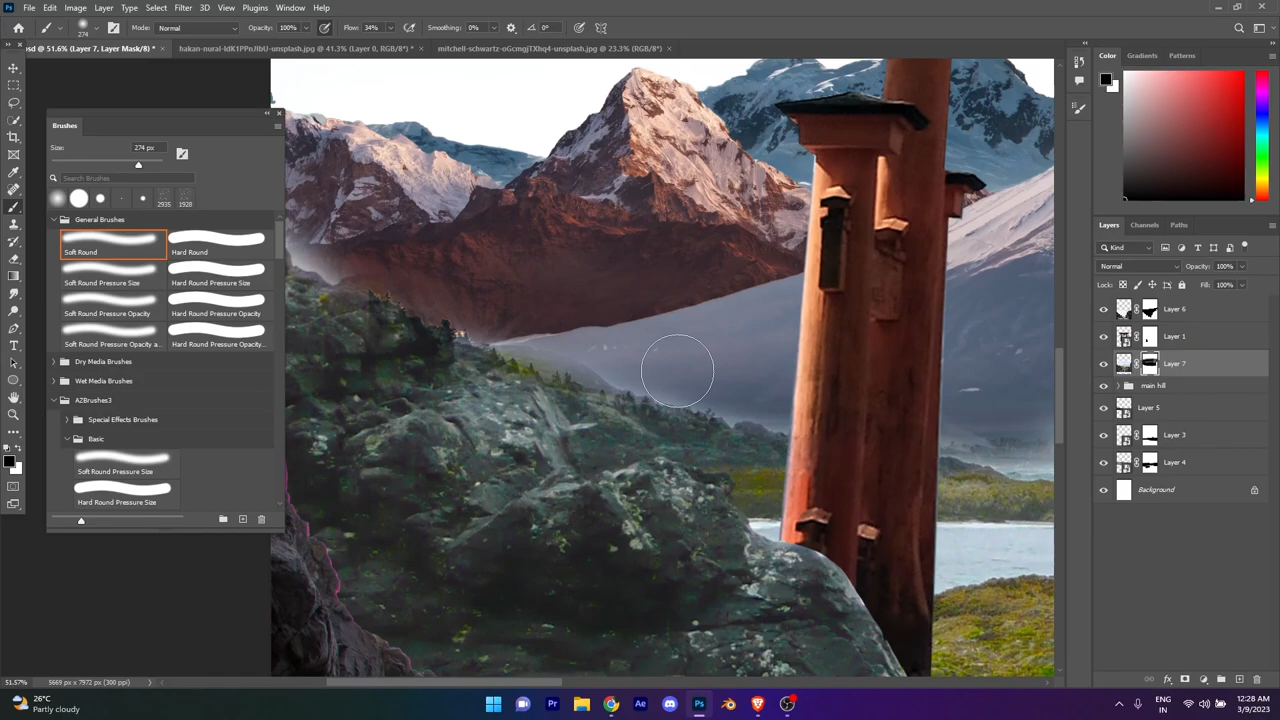 File Edit Image Layer Type Select Filter 3D View Plugins Window Help
274 Mode: Normal Opacity: 100% Flow: 34% Smoothing: 0% 0°
sd @ 51.6% (Layer 7, Layer Mask/8) * hakan-nural-IdK1PPnJIbU-unsplash.jpg @ 41.3% (Layer 0, RGB/8*) * mitchell-schwartz-oGcmgjTXhq4-unsplash.jpg @ 23.3% (RGB/8*)
Brushes
Size: 274 px
Search Brushes
2935 1928
General Brushes
Soft Round Hard Round
Soft Round Pressure Size Hard Round Pressure Size
Soft Round Pressure Opacity Hard Round Pressure Opacity
Soft Round Pressure Opacity a... Hard Round Pressure Opacity...
Dry Media Brushes
Wet Media Brushes
AZBrushes3
Special Effects Brushes
Basic
Soft Round Pressure Size
Hard Round Pressure Size
Color Gradients Patterns
Layers Channels Paths
Kind
Normal Opacity: 100%
Lock: Fill: 100%
Layer 6
Layer 1
Layer 7
main hill
Layer 5
Layer 3
Layer 4
Background
51.57% 5669 px x 7972 px (300 ppi)
26°C
Partly cloudy
ENG
IN
12:28 AM
3/9/2023